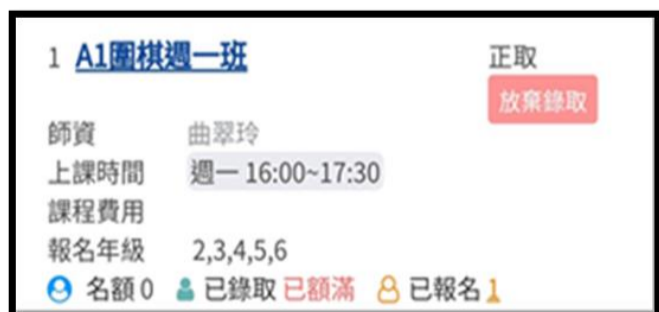 1 A1圍棋週一班 正取
放棄錄取
師資 曲翠玲
上課時間 週一 16:00~17:30
課程費用
報名年級 2,3,4,5,6
名額 0 已錄取 已額滿 已報名 1